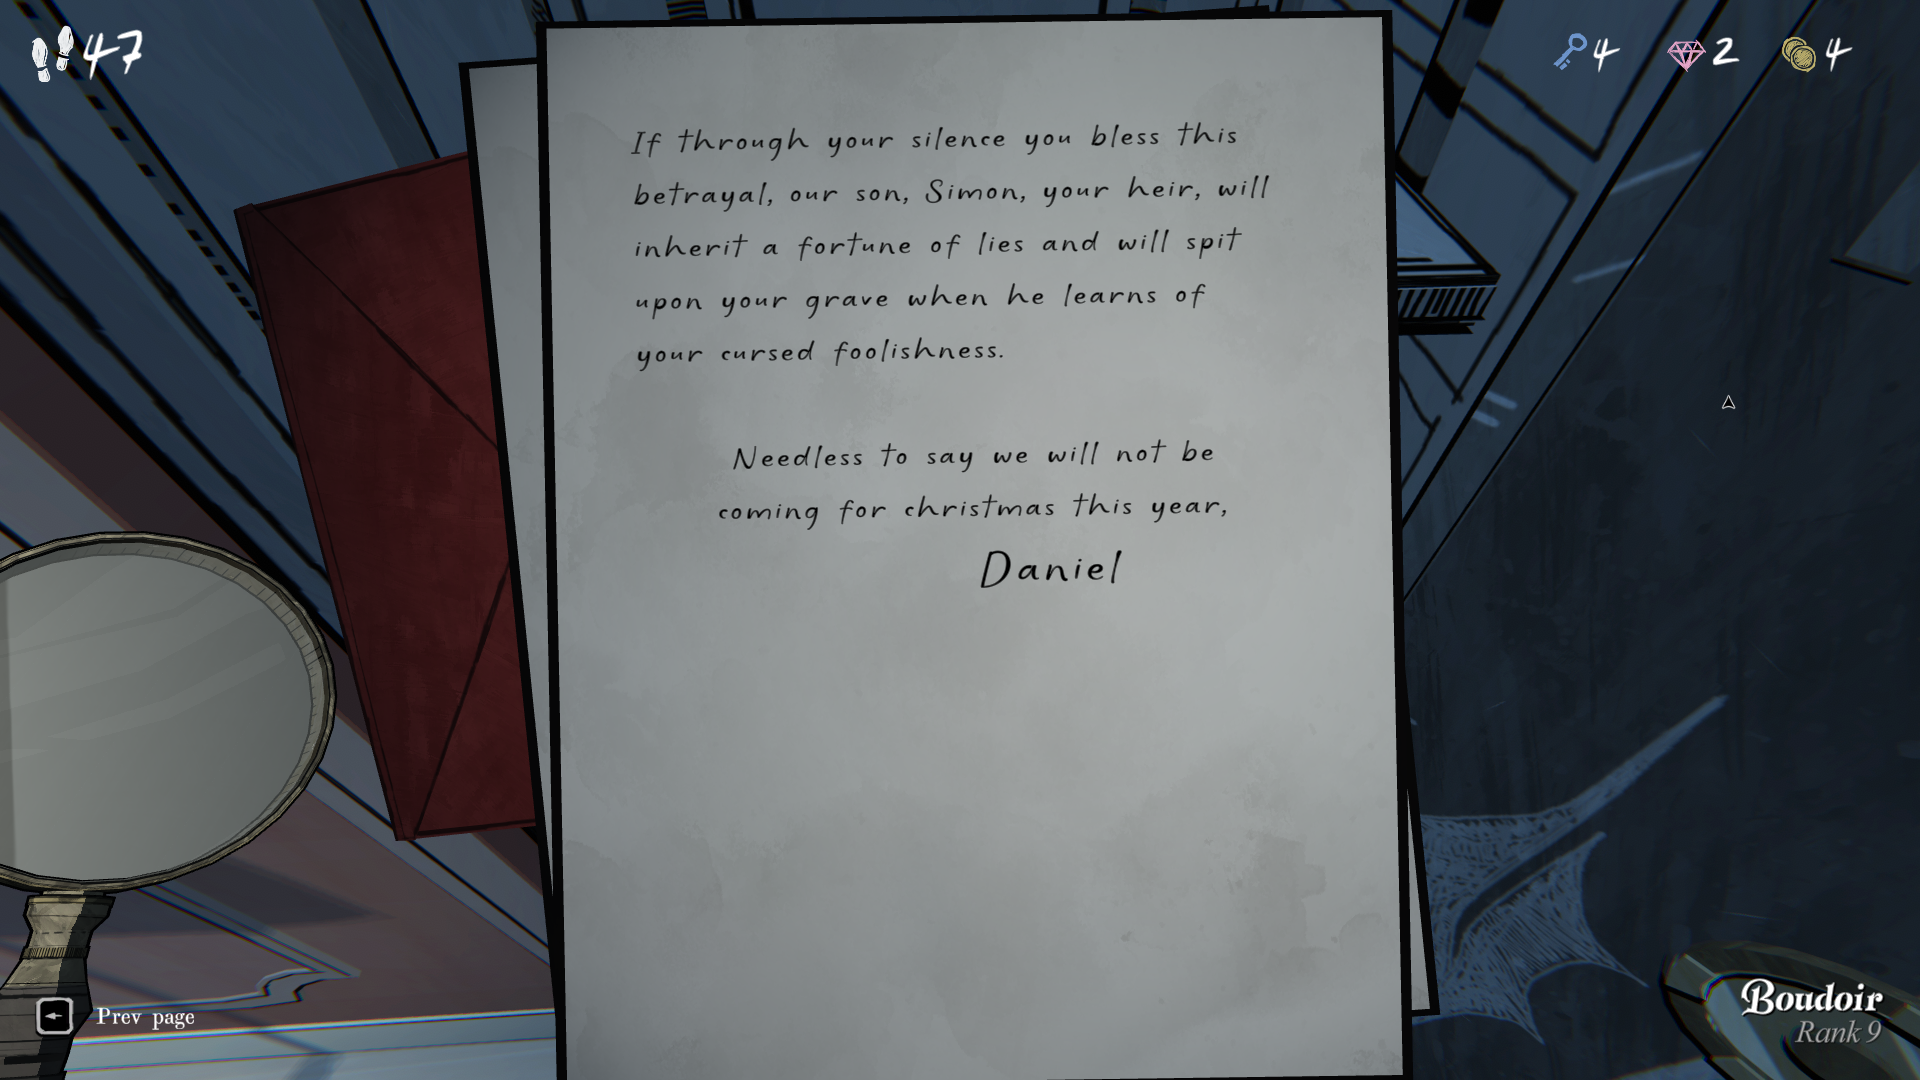 47
4
2
4
If through your silence you bless this
betrayal, our son, Simon, your heir, will
inherit a fortune of lies and will spit
upon your grave when he learns of
your cursed foolishness.
Needless to say we will not be
coming for christmas this year,
Daniel
Prev page
Boudoir
Rank 9